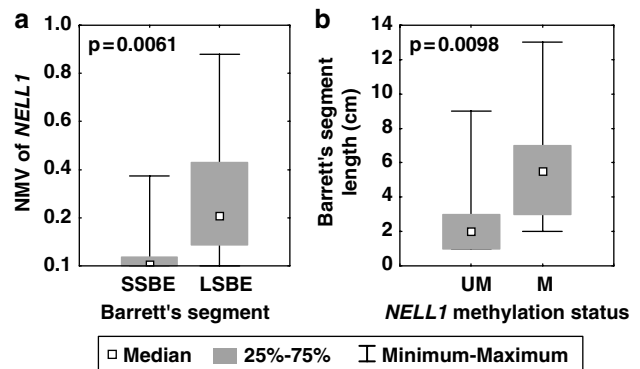 a
p=0.0061
NMV of NELL1
1.0
0.8
0.4
0.2
0.1
SSBE LSBE
Barrett's segment
b
p=0.0098
Barrett's segment
length (cm)
14
12
10
8
6
4
2
0
UM M
NELL1 methylation status
Median 25%-75% Minimum-Maximum